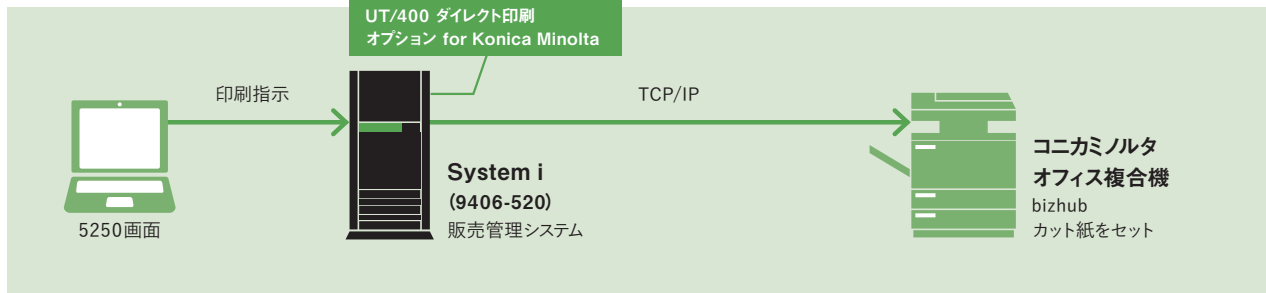 UT/400 ダイレクト印刷
オプション for Konica Minolta
印刷指示
TCP/IP
5250画面
System i
(9406-520)
販売管理システム
コニカミノルタ
オフィス複合機
bizhub
カット紙をセット